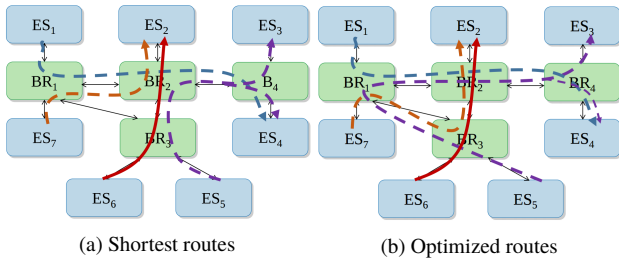 ES1 ES2 ES3 ES1 ES2 ES3
BR1 BR2 B4 BR1 BR2 BR4
ES7 BR3 ES4 ES7 BR3 ES4
ES6 ES5 ES6 ES5
(a) Shortest routes (b) Optimized routes